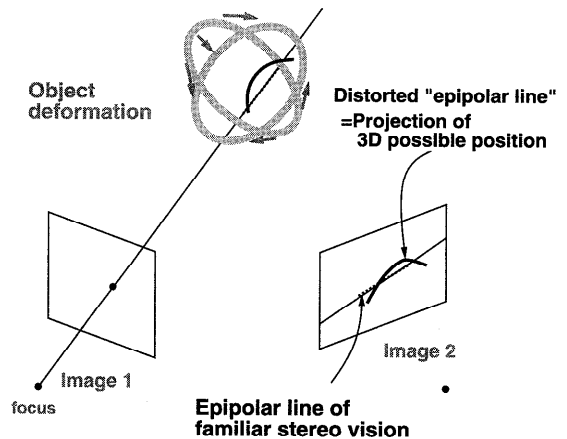 Object
deformation
Distorted "epipolar line"
=Projection of
3D possible position
Image 1
focus
Image 2
Epipolar line of
familiar stereo vision